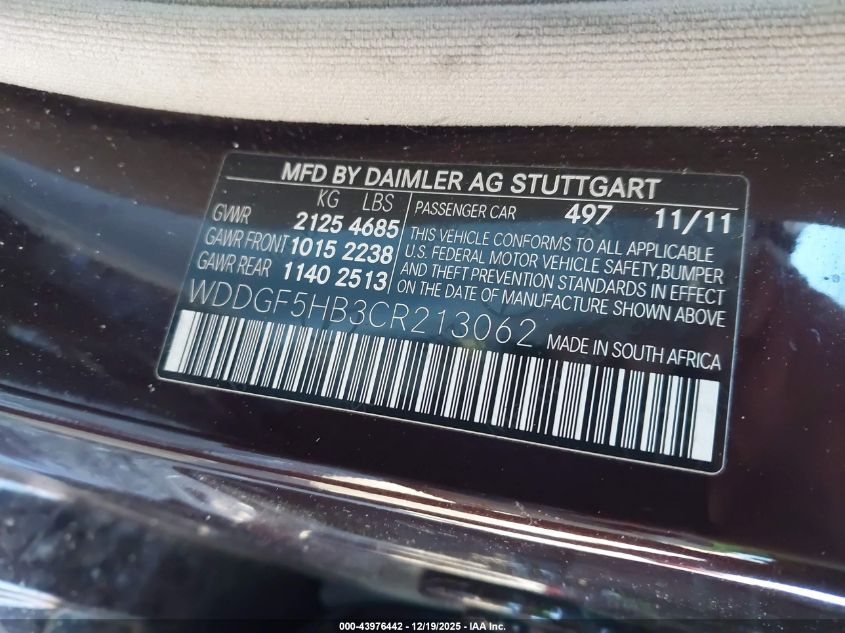 MFD BY DAIMLER AG STUTTGART
KG LBS
GVWR 2125 4685
GAWR FRONT 1015 2238
GAWR REAR 1140 2513
PASSENGER CAR 497 11/11
THIS VEHICLE CONFORMS TO ALL APPLICABLE
U.S. FEDERAL MOTOR VEHICLE SAFETY,BUMPER
AND THEFT PREVENTION STANDARDS IN EFFECT
ON THE DATE OF MANUFACTURE SHOWN ABOVE
WDDGF5HB3CR213062 MADE IN SOUTH AFRICA
000-43976442 - 12/19/2025 - IAA Inc.